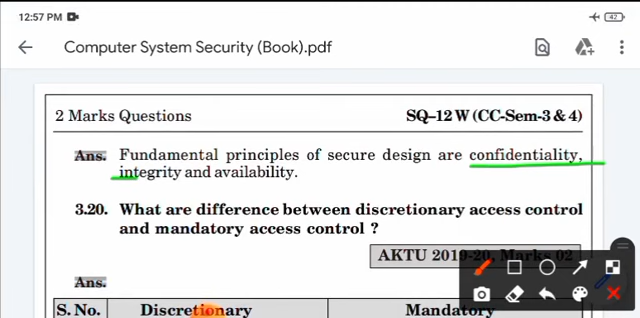 12:57 PM
42
Computer System Security (Book).pdf
2 Marks Questions SQ–12 W (CC-Sem-3 & 4)
Ans. Fundamental principles of secure design are confidentiality,
integrity and availability.
3.20. What are difference between discretionary access control
and mandatory access control ?
AKTU 2019-20, Marks 02
Ans.
S. No. Discretionary Mandatory